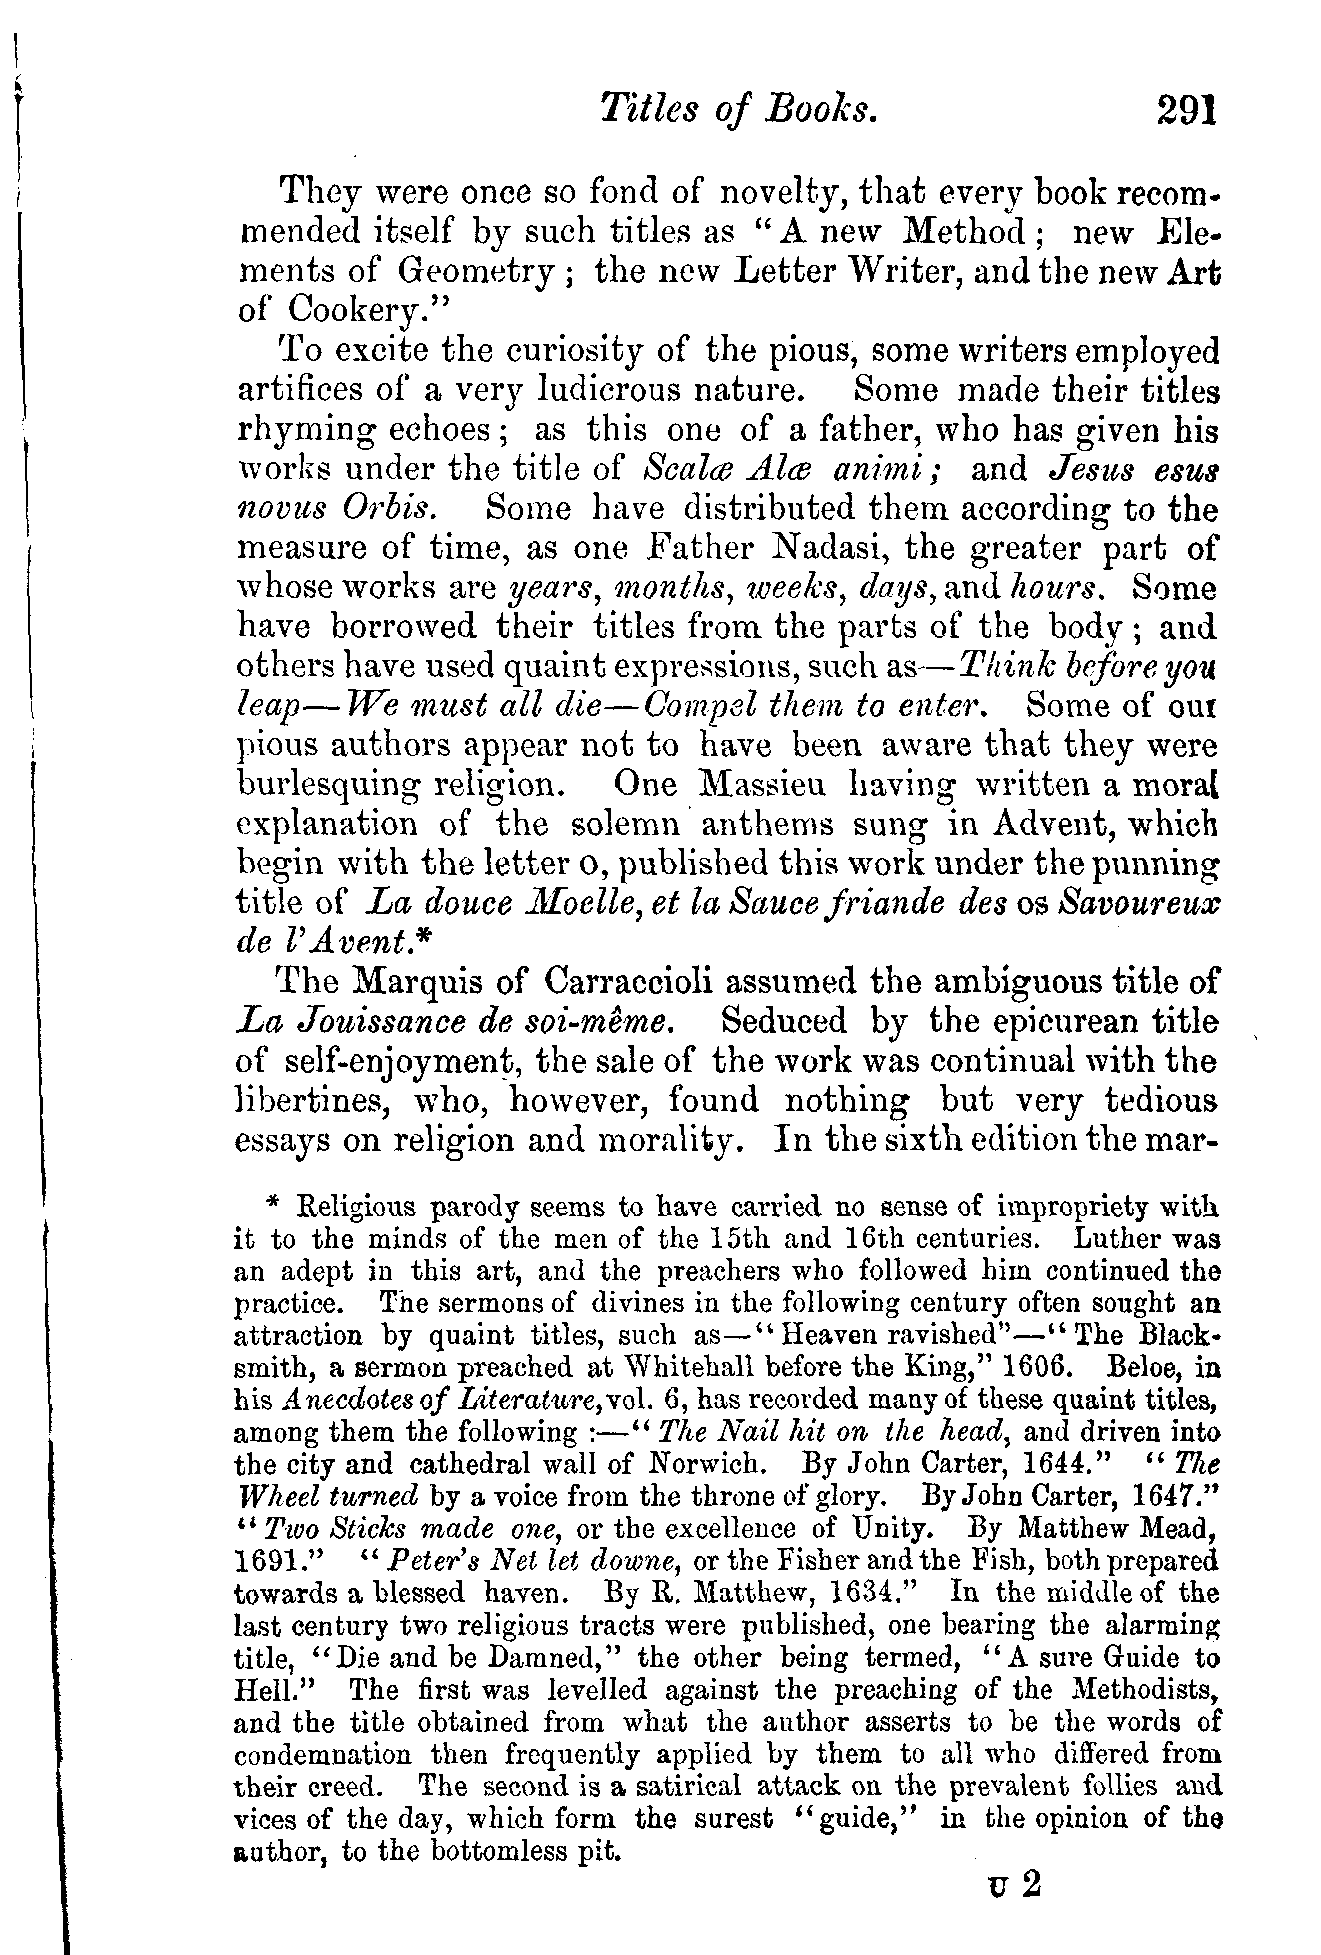 Titles of Books. 291
They were once so fond of novelty, that every book recom-
mended itself by such titles as “A new Method; new Ele-
ments of Geometry; the new Letter Writer, and the new Art
of Cookery.”
To excite the curiosity of the pious, some writers employed
artifices of a very ludicrous nature. Some made their titles
rhyming echoes; as this one of a father, who has given his
works under the title of Scalæ Alæ animi; and Jesus esus
novus Orbis. Some have distributed them according to the
measure of time, as one Father Nadasi, the greater part of
whose works are years, months, weeks, days, and hours. Some
have borrowed their titles from the parts of the body; and
others have used quaint expressions, such as—Think before you
leap—We must all die—Compel them to enter. Some of our
pious authors appear not to have been aware that they were
burlesquing religion. One Massieu having written a moral
explanation of the solemn anthems sung in Advent, which
begin with the letter o, published this work under the punning
title of La douce Moelle, et la Sauce friande des os Savoureux
de l’Avent.*
The Marquis of Carraccioli assumed the ambiguous title of
La Jouissance de soi-même. Seduced by the epicurean title
of self-enjoyment, the sale of the work was continual with the
libertines, who, however, found nothing but very tedious
essays on religion and morality. In the sixth edition the mar-
* Religious parody seems to have carried no sense of impropriety with
it to the minds of the men of the 15th and 16th centuries. Luther was
an adept in this art, and the preachers who followed him continued the
practice. The sermons of divines in the following century often sought an
attraction by quaint titles, such as—“Heaven ravished”—“The Black-
smith, a sermon preached at Whitehall before the King,” 1606. Beloe, in
his Anecdotes of Literature, vol. 6, has recorded many of these quaint titles,
among them the following :—“The Nail hit on the head, and driven into
the city and cathedral wall of Norwich. By John Carter, 1644.” “The
Wheel turned by a voice from the throne of glory. By John Carter, 1647.”
“Two Sticks made one, or the excellence of Unity. By Matthew Mead,
1691.” “Peter’s Net let downe, or the Fisher and the Fish, both prepared
towards a blessed haven. By R. Matthew, 1634.” In the middle of the
last century two religious tracts were published, one bearing the alarming
title, “Die and be Damned,” the other being termed, “A sure Guide to
Hell.” The first was levelled against the preaching of the Methodists,
and the title obtained from what the author asserts to be the words of
condemnation then frequently applied by them to all who differed from
their creed. The second is a satirical attack on the prevalent follies and
vices of the day, which form the surest “guide,” in the opinion of the
author, to the bottomless pit.
U 2